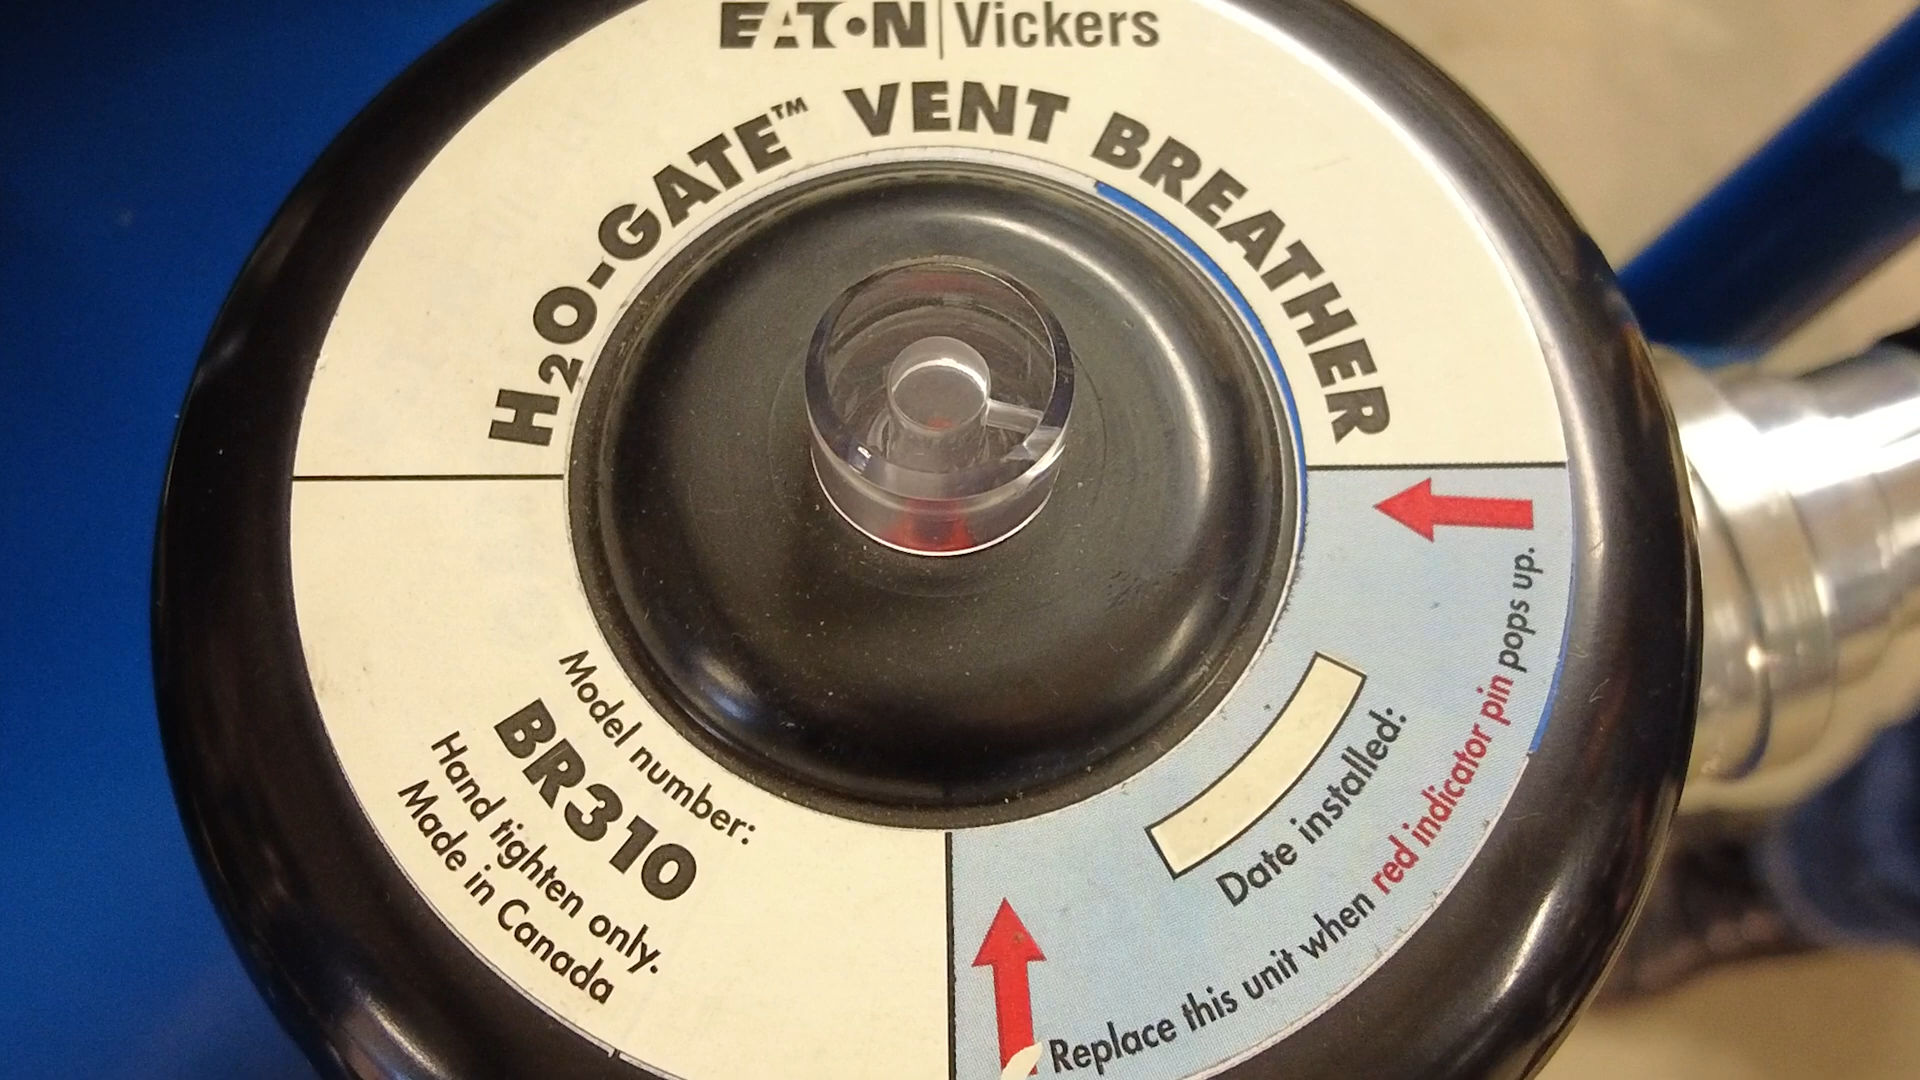 EATON | Vickers
H₂O-GATE™ VENT BREATHER
Model number:
BR310
Hand tighten only.
Made in Canada
Date installed:
Replace this unit when red indicator pin pops up.